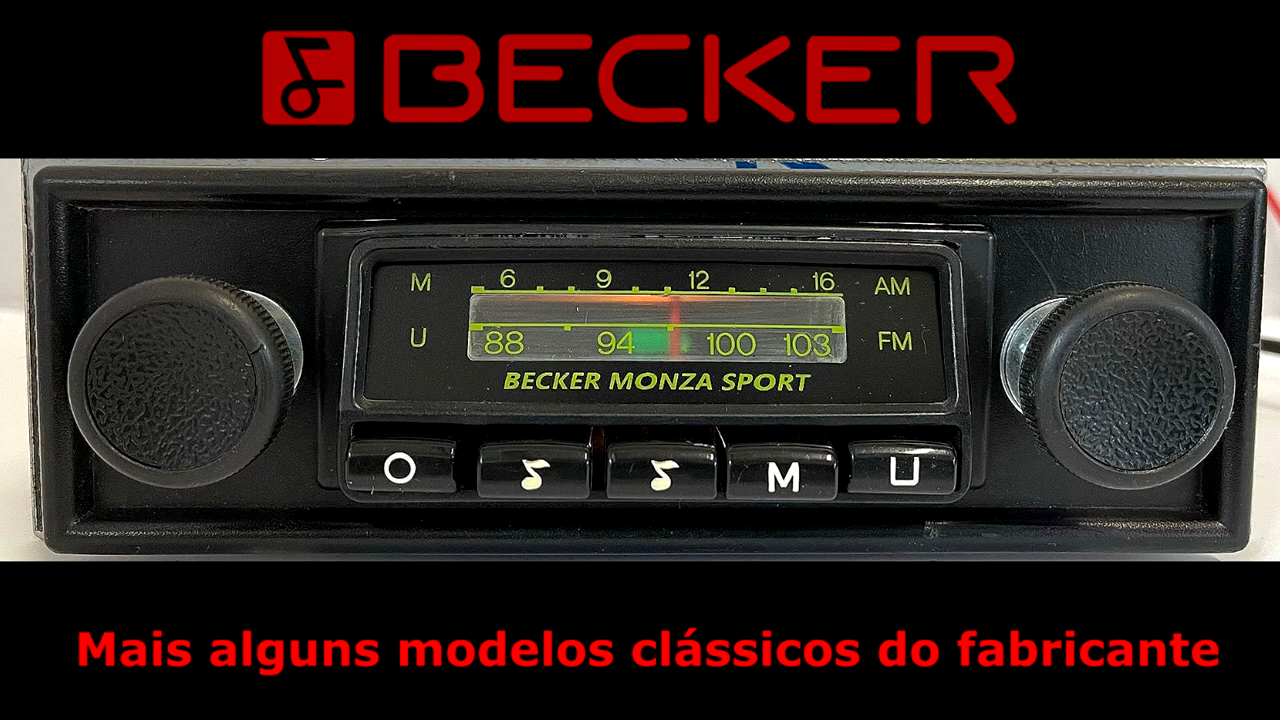 BECKER
M 6 9 12 16 AM
U 88 94 100 103 FM
BECKER MONZA SPORT
O M U
Mais alguns modelos clássicos do fabricante